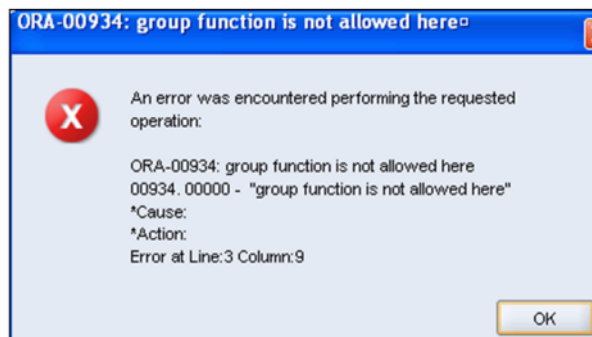 ORA-00934: group function is not allowed here¤
An error was encountered performing the requested
operation:
ORA-00934: group function is not allowed here
00934. 00000 - "group function is not allowed here"
*Cause:
*Action:
Error at Line:3 Column:9
OK